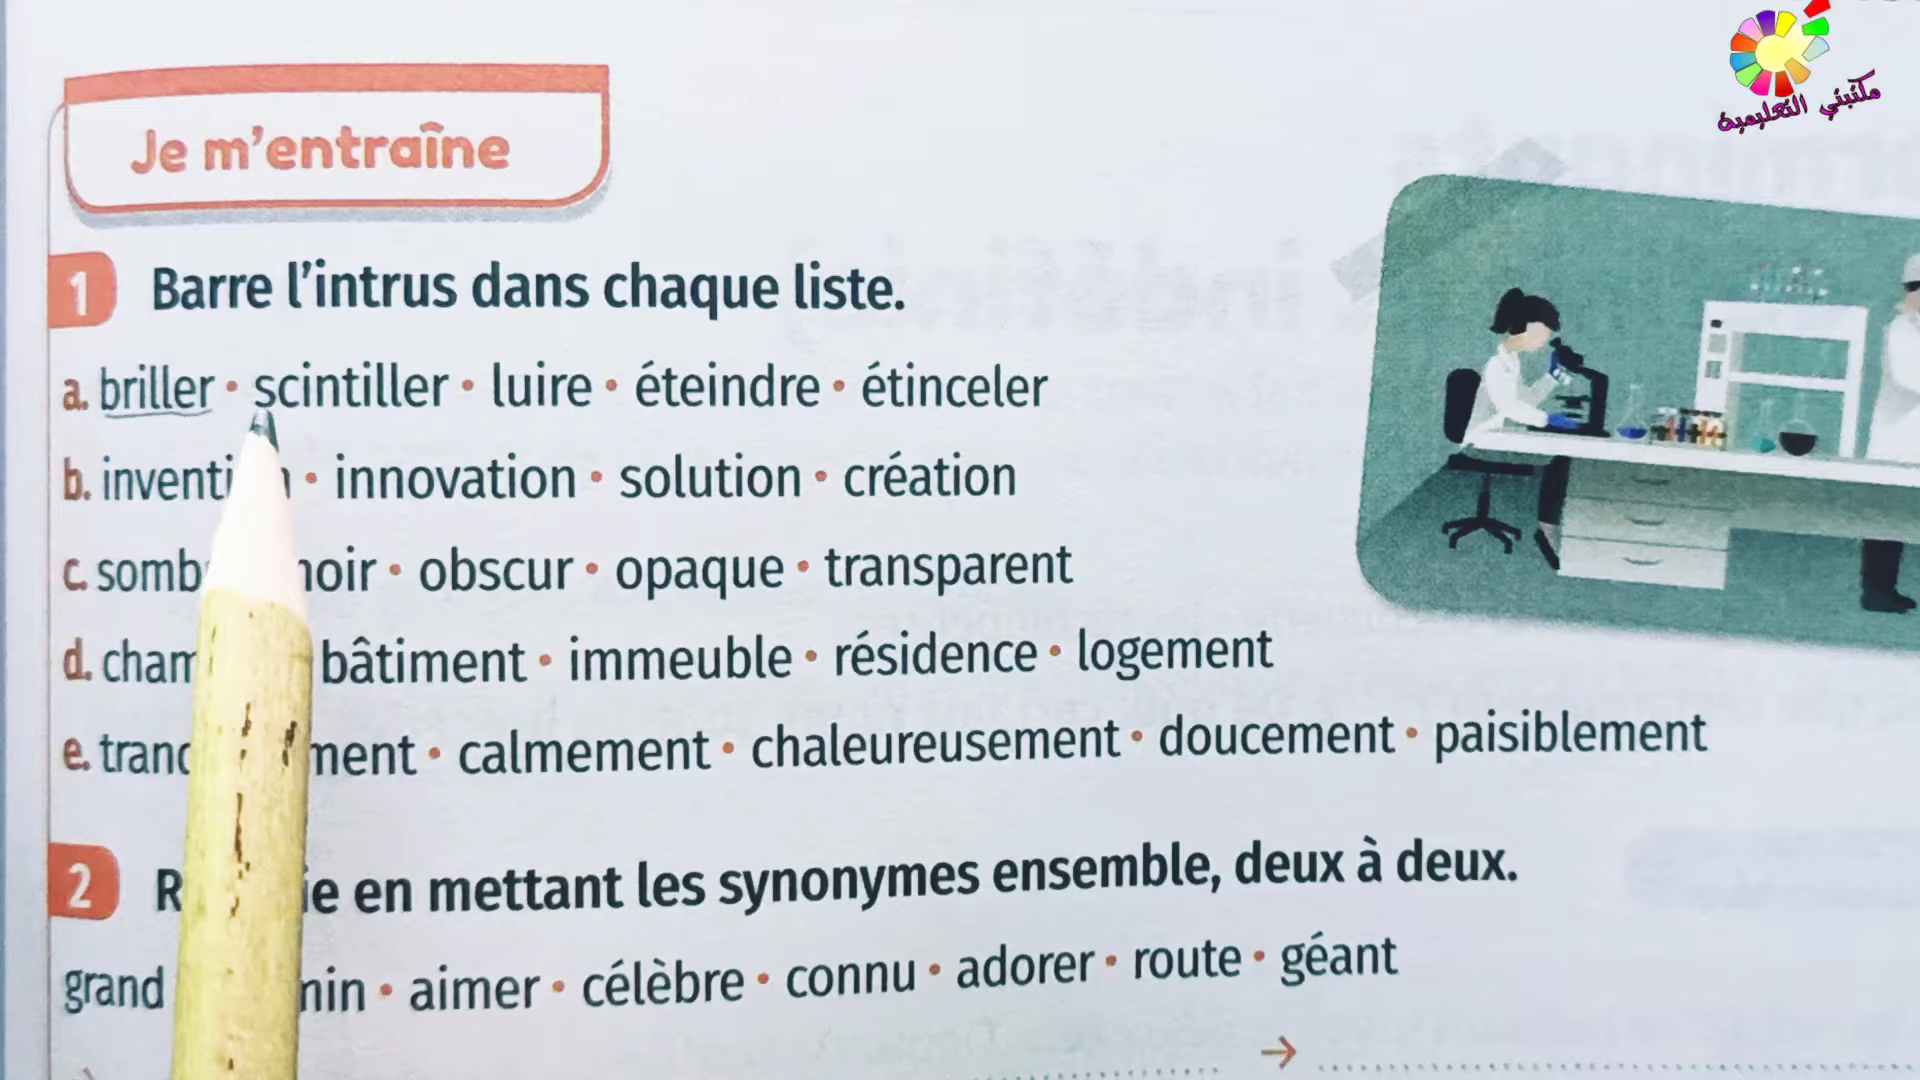 مكتبتي التعليمية
Je m'entraîne
1 Barre l'intrus dans chaque liste.
a. briller • scintiller • luire • éteindre • étinceler
b. • innovation • solution • création
c. noir • obscur • opaque • transparent
d. bâtiment • immeuble • résidence • logement
e. • calmement • chaleureusement • doucement • paisiblement
2 en mettant les synonymes ensemble, deux à deux.
grand • aimer • célèbre • connu • adorer • route • géant